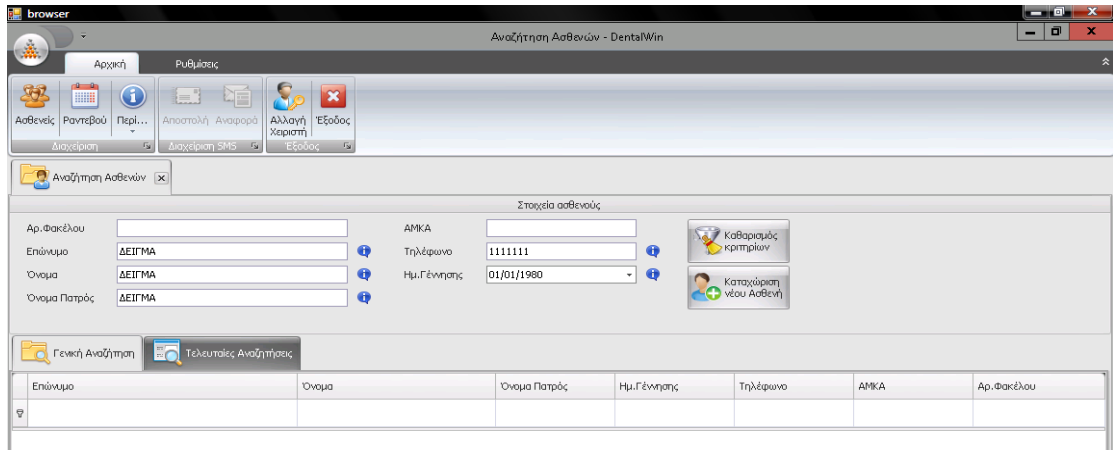 browser
Αναζήτηση Ασθενών - DentalWin
Αρχική Ρυθμίσεις
Ασθενείς Ραντεβού Περί... Αποστολή Αναφορά Αλλαγή Χειριστή Έξοδος
Διαχείριση Διαχείριση SMS Έξοδος
Αναζήτηση Ασθενών
Στοιχεία ασθενούς
Αρ.Φακέλου ΑΜΚΑ Καθαρισμός κριτηρίων
Επώνυμο ΔΕΙΓΜΑ Τηλέφωνο 1111111
Όνομα ΔΕΙΓΜΑ Ημ.Γέννησης 01/01/1980 Καταχώριση νέου Ασθενή
Όνομα Πατρός ΔΕΙΓΜΑ
Γενική Αναζήτηση Τελευταίες Αναζητήσεις
Επώνυμο Όνομα Όνομα Πατρός Ημ.Γέννησης Τηλέφωνο ΑΜΚΑ Αρ.Φακέλου